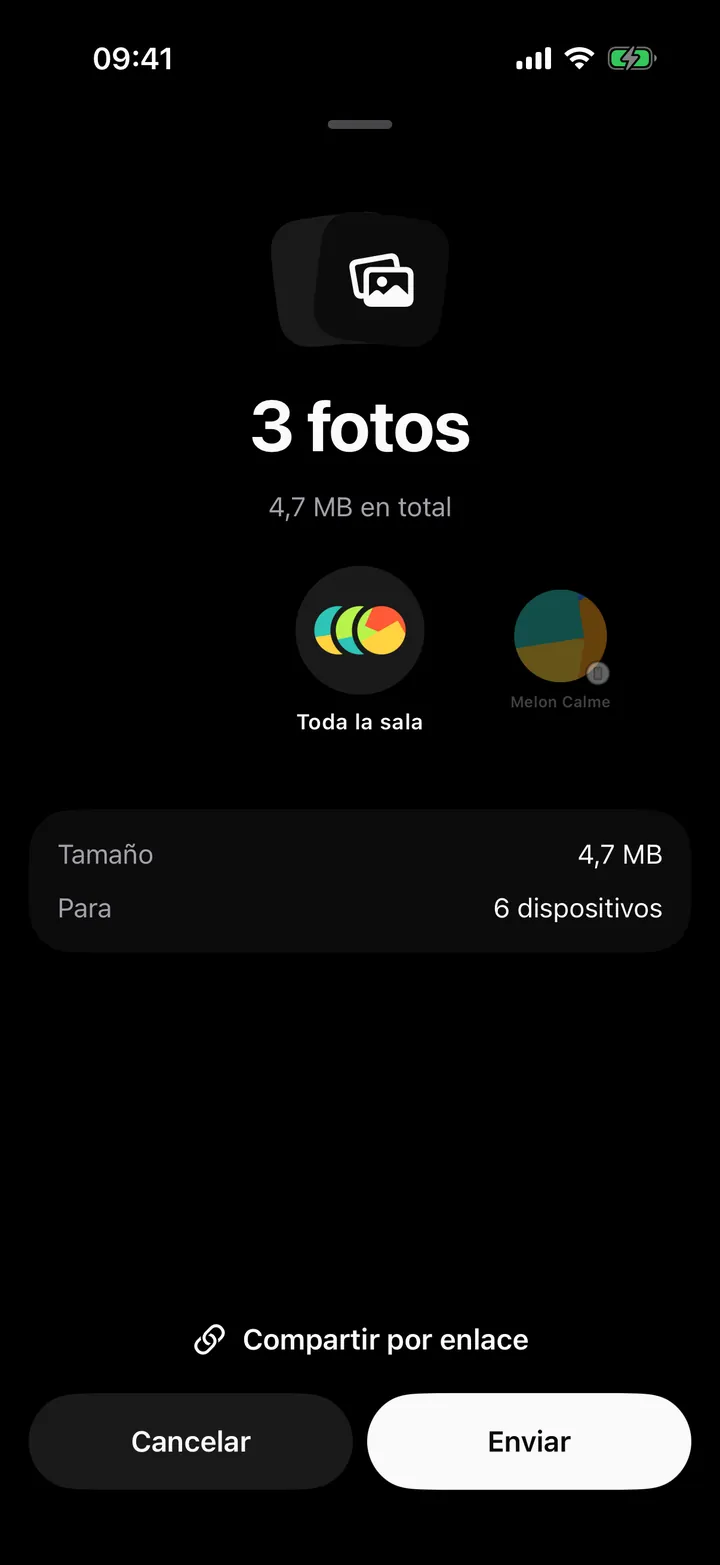 09:41
3 fotos
4,7 MB en total
Toda la sala
Melon Calme
Tamaño 4,7 MB
Para 6 dispositivos
Compartir por enlace
Cancelar Enviar